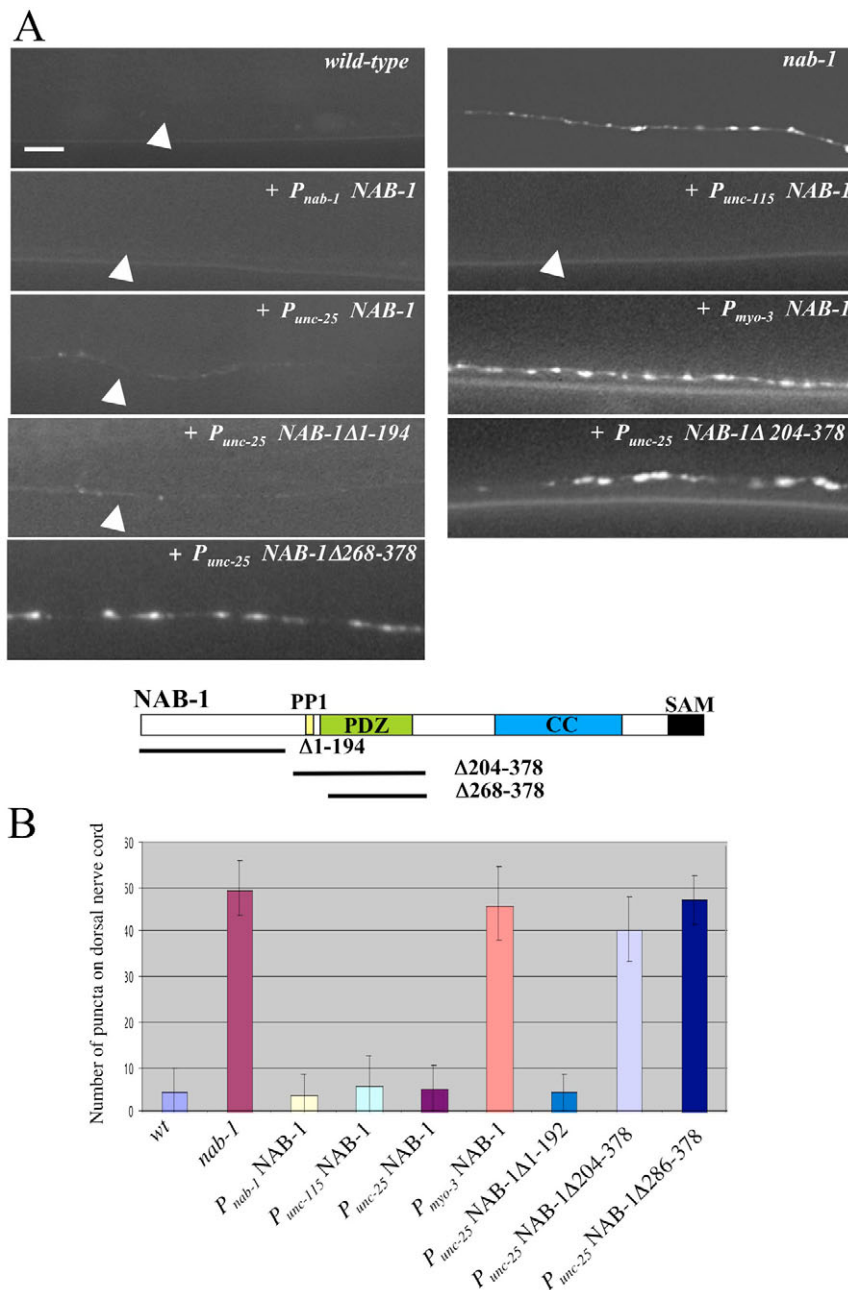 A
wild-type
nab-1
+ Pnab-1 NAB-1
+ Punc-115 NAB-1
+ Punc-25 NAB-1
+ Pmyo-3 NAB-1
+ Punc-25 NAB-1Δ1-194
+ Punc-25 NAB-1Δ 204-378
+ Punc-25 NAB-1Δ268-378
NAB-1
PP1
PDZ
CC
SAM
Δ1-194
Δ204-378
Δ268-378
B
Number of puncta on dorsal nerve cord
60
50
40
30
20
10
0
wt
nab-1
Pnab-1 NAB-1
Punc-115 NAB-1
Punc-25 NAB-1
Pmyo-3 NAB-1
Punc-25 NAB-1Δ1-192
Punc-25 NAB-1Δ204-378
Punc-25 NAB-1Δ286-378